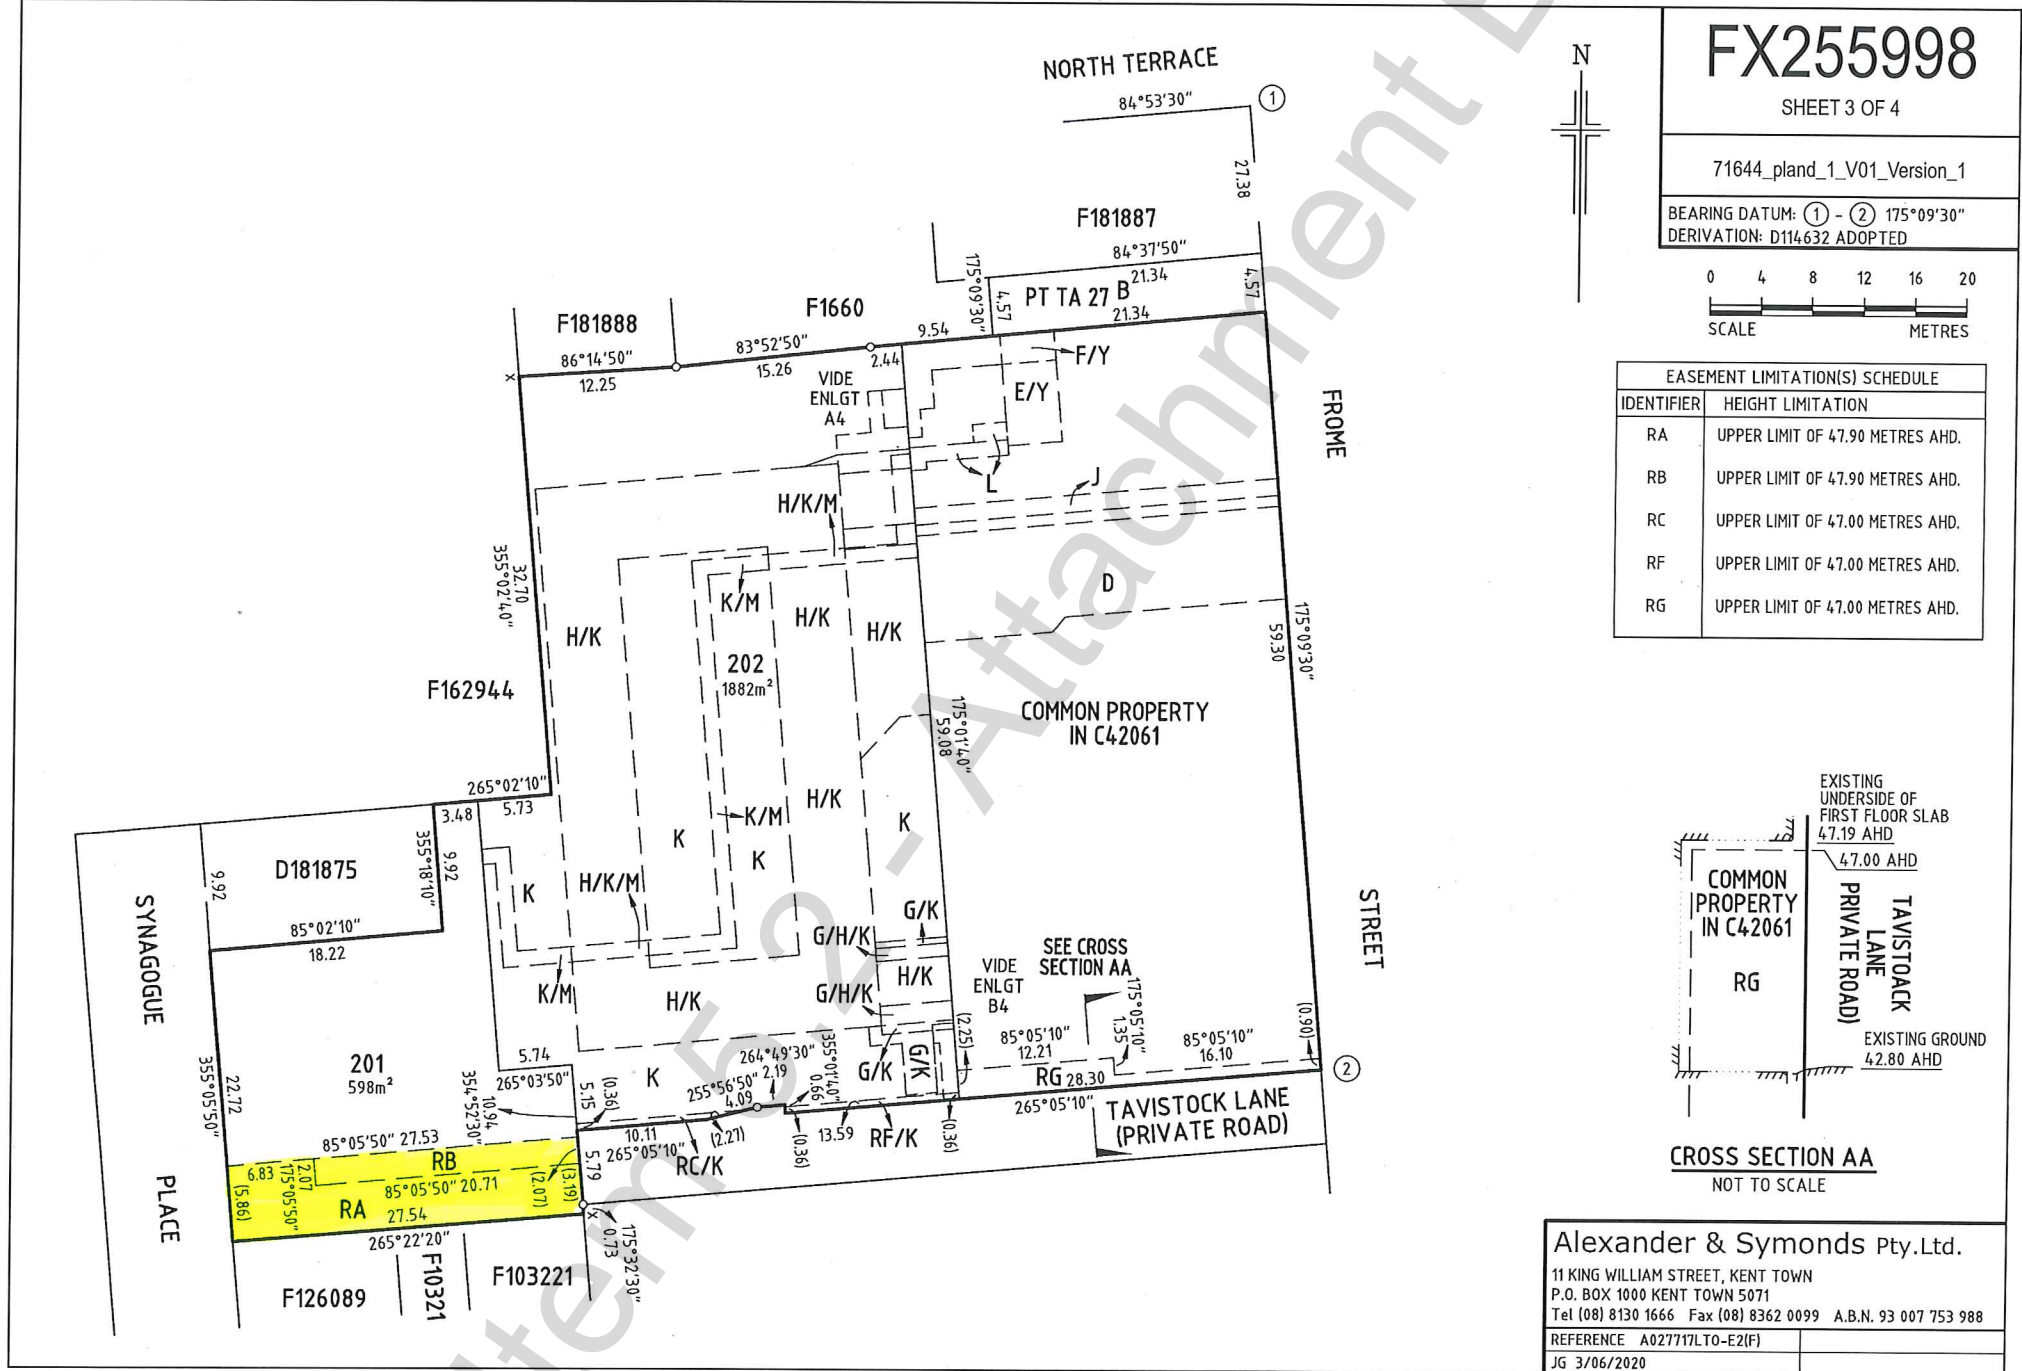 FX255998
SHEET 3 OF 4
71644_pland_1_V01_Version_1
BEARING DATUM: 1 - 2 175°09'30"
DERIVATION: D114632 ADOPTED
N
0 4 8 12 16 20
SCALE METRES
EASEMENT LIMITATION(S) SCHEDULE
IDENTIFIER HEIGHT LIMITATION
RA UPPER LIMIT OF 47.90 METRES AHD.
RB UPPER LIMIT OF 47.90 METRES AHD.
RC UPPER LIMIT OF 47.00 METRES AHD.
RF UPPER LIMIT OF 47.00 METRES AHD.
RG UPPER LIMIT OF 47.00 METRES AHD.
NORTH TERRACE
84°53'30"
1
27.38
F181887
84°37'50"
21.34
175°09'30"
4.57
PT TA 27 B
4.57
21.34
F181888
F1660
9.54
86°14'50"
12.25
83°52'50"
15.26
2.44
x
VIDE
ENLGT
A4
F/Y
E/Y
L
J
FROME
H/K/M
32.70
355°02'40"
K/M
H/K
H/K
H/K
D
202
1882m²
59.30
175°09'30"
F162944
175°01'40"
59.08
COMMON PROPERTY
IN C42061
265°02'10"
3.48
5.73
H/K
K/M
K
K
K
D181875
9.92
355°18'10"
9.92
K
H/K/M
G/K
85°02'10"
18.22
SYNAGOGUE
G/H/K
H/K
STREET
SEE CROSS
SECTION AA
VIDE
ENLGT
B4
K/M
H/K
G/H/K
175°05'10"
1.35
(0.90)
(2.25)
85°05'10"
12.21
85°05'10"
16.10
201
598m²
5.74
265°03'50"
K
264°49'30"
2.19
355°01'40"
0.66
G/K
G/K
RG 28.30
265°05'10"
2
355°05'50"
22.72
354°52'30"
10.94
5.15
(0.36)
255°56'50"
4.09
TAVISTOCK LANE
(PRIVATE ROAD)
10.11
265°05'10"
(2.27)
(0.36)
13.59
RF/K
(0.36)
RC/K
85°05'50" 27.53
RB
6.83
2.07
175°05'50"
85°05'50" 20.71
(2.07)
(3.19)
5.79
(5.86)
RA
27.54
265°22'20"
x
0.73
175°32'30"
PLACE
F126089
F10321
F103221
EXISTING
UNDERSIDE OF
FIRST FLOOR SLAB
47.19 AHD
47.00 AHD
COMMON
PROPERTY
IN C42061
RG
TAVISTOACK
LANE
PRIVATE ROAD)
EXISTING GROUND
42.80 AHD
CROSS SECTION AA
NOT TO SCALE
Alexander & Symonds Pty.Ltd.
11 KING WILLIAM STREET, KENT TOWN
P.O. BOX 1000 KENT TOWN 5071
Tel (08) 8130 1666 Fax (08) 8362 0099 A.B.N. 93 007 753 988
REFERENCE A027717LTO-E2(F)
JG 3/06/2020
Item 5.2 - Attachment